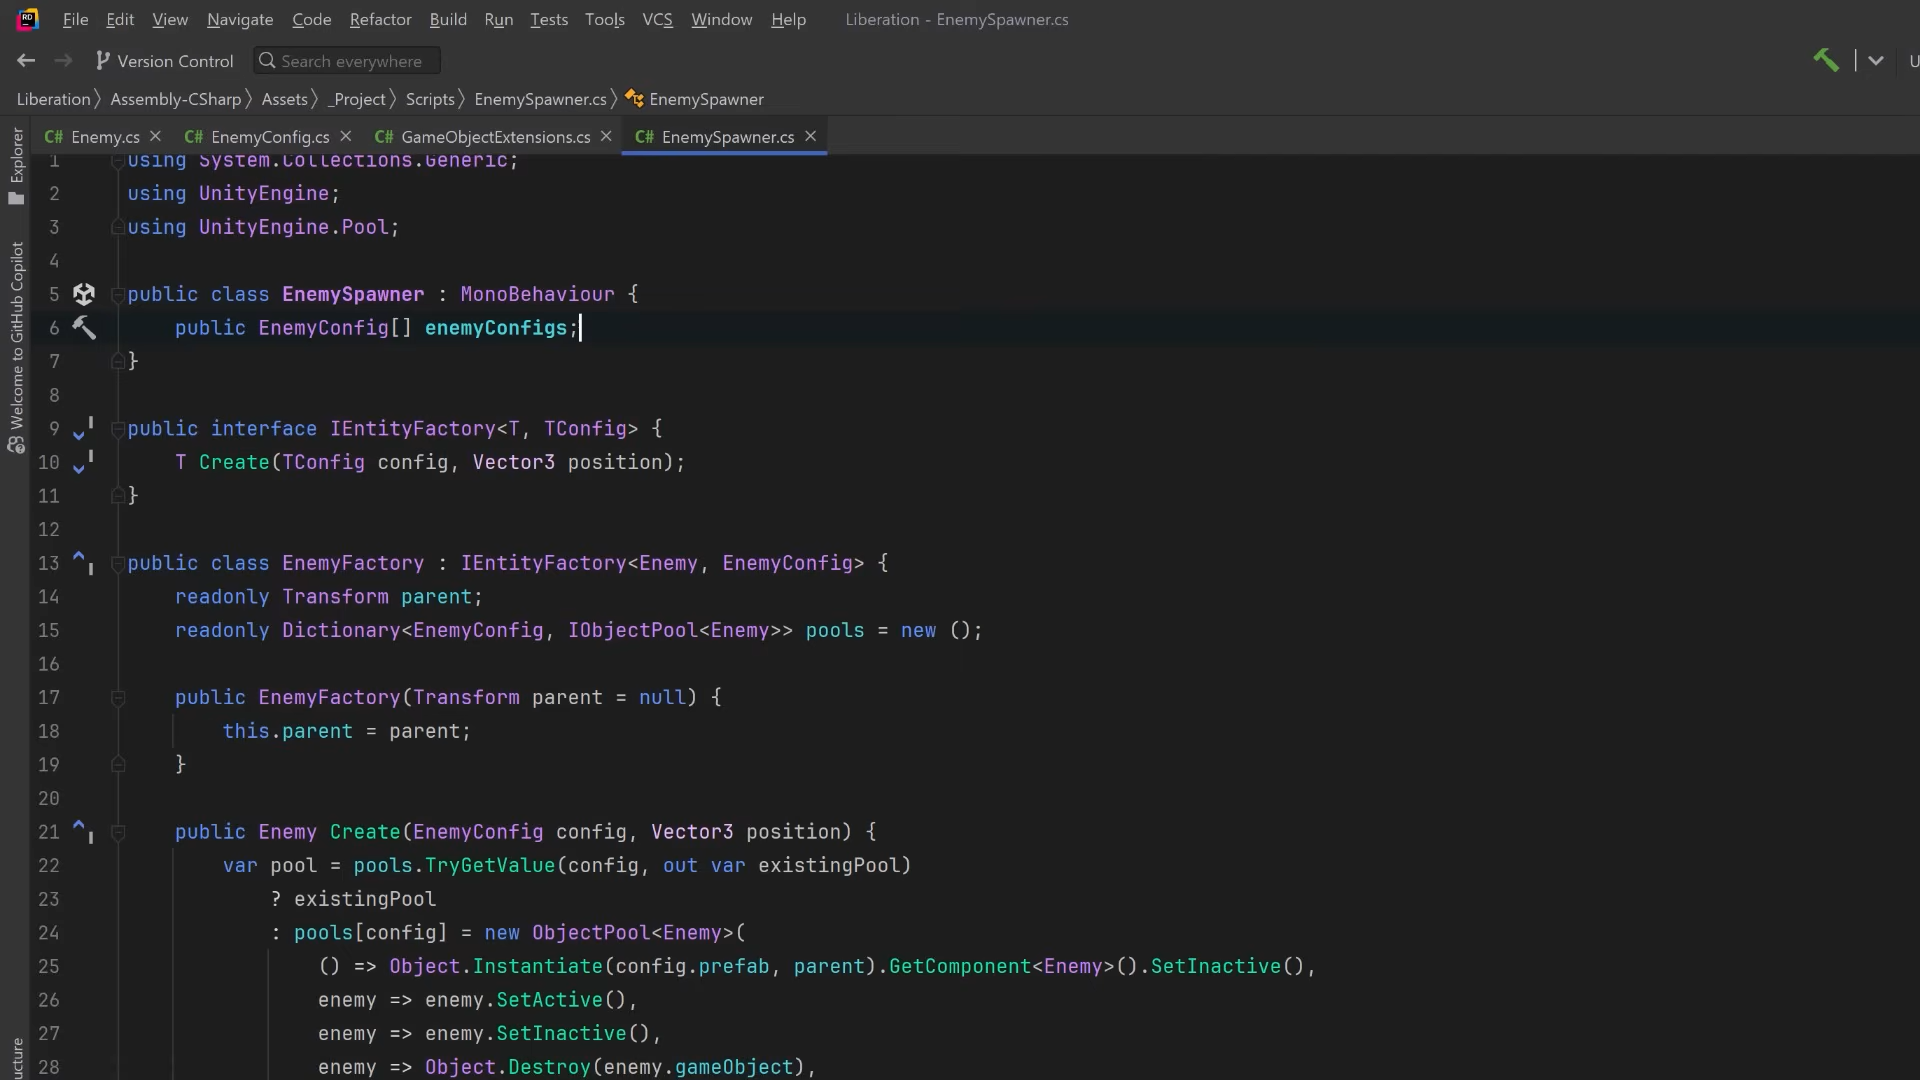 RD File Edit View Navigate Code Refactor Build Run Tests Tools VCS Window Help Liberation - EnemySpawner.cs
Version Control Search everywhere U
Liberation Assembly-CSharp Assets _Project Scripts EnemySpawner.cs EnemySpawner
C# Enemy.cs C# EnemyConfig.cs C# GameObjectExtensions.cs C# EnemySpawner.cs
Explorer
Welcome to GitHub Copilot
ucture
1 using System.Collections.Generic;
2 using UnityEngine;
3 using UnityEngine.Pool;
4
5 public class EnemySpawner : MonoBehaviour {
6 public EnemyConfig[] enemyConfigs;
7 }
8
9 public interface IEntityFactory<T, TConfig> {
10 T Create(TConfig config, Vector3 position);
11 }
12
13 public class EnemyFactory : IEntityFactory<Enemy, EnemyConfig> {
14 readonly Transform parent;
15 readonly Dictionary<EnemyConfig, IObjectPool<Enemy>> pools = new ();
16
17 public EnemyFactory(Transform parent = null) {
18 this.parent = parent;
19 }
20
21 public Enemy Create(EnemyConfig config, Vector3 position) {
22 var pool = pools.TryGetValue(config, out var existingPool)
23 ? existingPool
24 : pools[config] = new ObjectPool<Enemy>(
25 () => Object.Instantiate(config.prefab, parent).GetComponent<Enemy>().SetInactive(),
26 enemy => enemy.SetActive(),
27 enemy => enemy.SetInactive(),
28 enemy => Object.Destroy(enemy.gameObject),